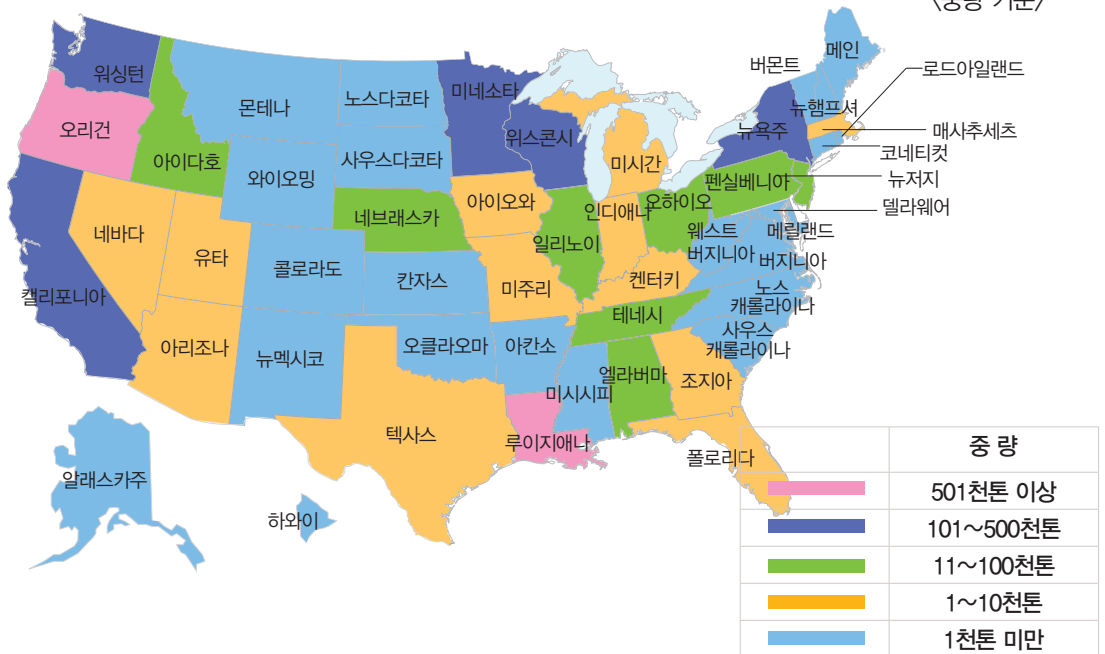 〈중량 기준〉
메인
버몬트
로드아일랜드
워싱턴
몬테나
노스다코타
미네소타
뉴햄프셔
오리건
뉴욕주
매사추세츠
위스콘시
아이다호
사우스다코타
미시간
코네티컷
와이오밍
펜실베니아
뉴저지
네브래스카
아이오와
인디애나
오하이오
델라웨어
네바다
유타
일리노이
웨스트
버지니아
메릴랜드
콜로라도
칸자스
미주리
켄터키
버지니아
캘리포니아
노스
캐롤라이나
테네시
아리조나
뉴멕시코
오클라오마
아칸소
사우스
캐롤라이나
미시시피
엘라버마
조지아
텍사스
루이지애나
폴로리다
알래스카주
하와이
중 량
501천톤 이상
101~500천톤
11~100천톤
1~10천톤
1천톤 미만